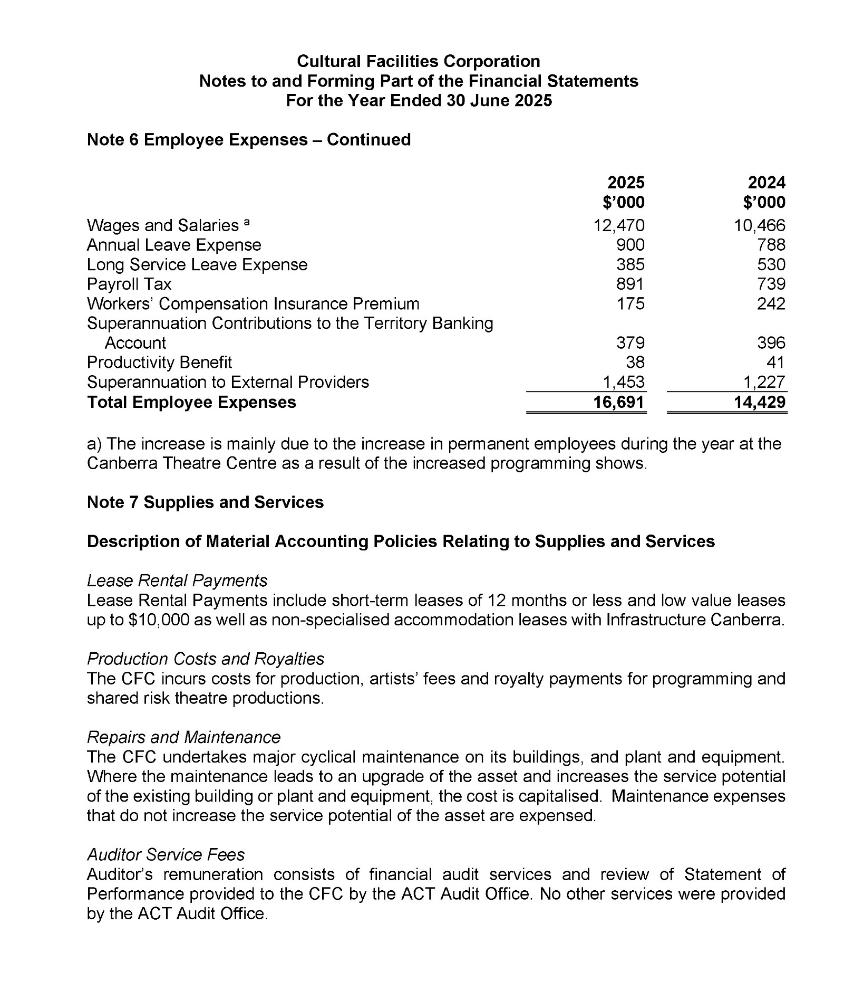 Cultural Facilities Corporation
Notes to and Forming Part of the Financial Statements
For the Year Ended 30 June 2025
Note 6 Employee Expenses – Continued
2025 2024
$’000 $’000
Wages and Salaries ª 12,470 10,466
Annual Leave Expense 900 788
Long Service Leave Expense 385 530
Payroll Tax 891 739
Workers’ Compensation Insurance Premium 175 242
Superannuation Contributions to the Territory Banking
Account 379 396
Productivity Benefit 38 41
Superannuation to External Providers 1,453 1,227
Total Employee Expenses 16,691 14,429
a) The increase is mainly due to the increase in permanent employees during the year at the
Canberra Theatre Centre as a result of the increased programming shows.
Note 7 Supplies and Services
Description of Material Accounting Policies Relating to Supplies and Services
Lease Rental Payments
Lease Rental Payments include short-term leases of 12 months or less and low value leases
up to $10,000 as well as non-specialised accommodation leases with Infrastructure Canberra.
Production Costs and Royalties
The CFC incurs costs for production, artists’ fees and royalty payments for programming and
shared risk theatre productions.
Repairs and Maintenance
The CFC undertakes major cyclical maintenance on its buildings, and plant and equipment.
Where the maintenance leads to an upgrade of the asset and increases the service potential
of the existing building or plant and equipment, the cost is capitalised. Maintenance expenses
that do not increase the service potential of the asset are expensed.
Auditor Service Fees
Auditor’s remuneration consists of financial audit services and review of Statement of
Performance provided to the CFC by the ACT Audit Office. No other services were provided
by the ACT Audit Office.